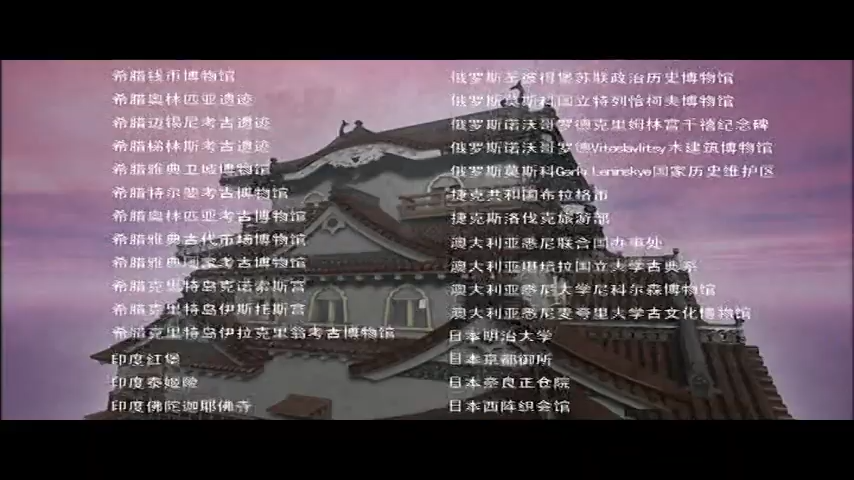 希腊钱币博物馆
希腊奥林匹亚遗迹
希腊迈锡尼考古遗迹
希腊梯林斯考古遗迹
希腊雅典卫城博物馆
希腊特尔斐考古博物馆
希腊奥林匹亚考古博物馆
希腊雅典古代市场博物馆
希腊雅典国家考古博物馆
希腊克里特岛克诺索斯宫
希腊克里特岛伊斯托斯宫
希腊克里特岛伊拉克里翁考古博物馆
印度红堡
印度泰姬陵
印度佛陀迦耶佛寺
俄罗斯圣彼得堡苏联政治历史博物馆
俄罗斯莫斯科国立特列恰柯夫博物馆
俄罗斯诺沃哥罗德克里姆林宫千禧纪念碑
俄罗斯诺沃哥罗德Vitoslavlitsy木建筑博物馆
俄罗斯莫斯科 Leninskye国家历史维护区
捷克共和国布拉格市
捷克斯洛伐克旅游部
澳大利亚悉尼联合国办事处
澳大利亚堪培拉国立大学古典系
澳大利亚悉尼大学尼科尔森博物馆
澳大利亚悉尼麦夸里大学古文化博物馆
日本明治大学
日本京都御所
日本奈良正仓院
日本西阵织会馆